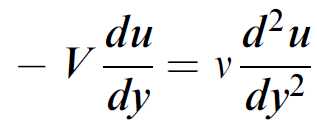 − V du/dy = ν d²u/dy²